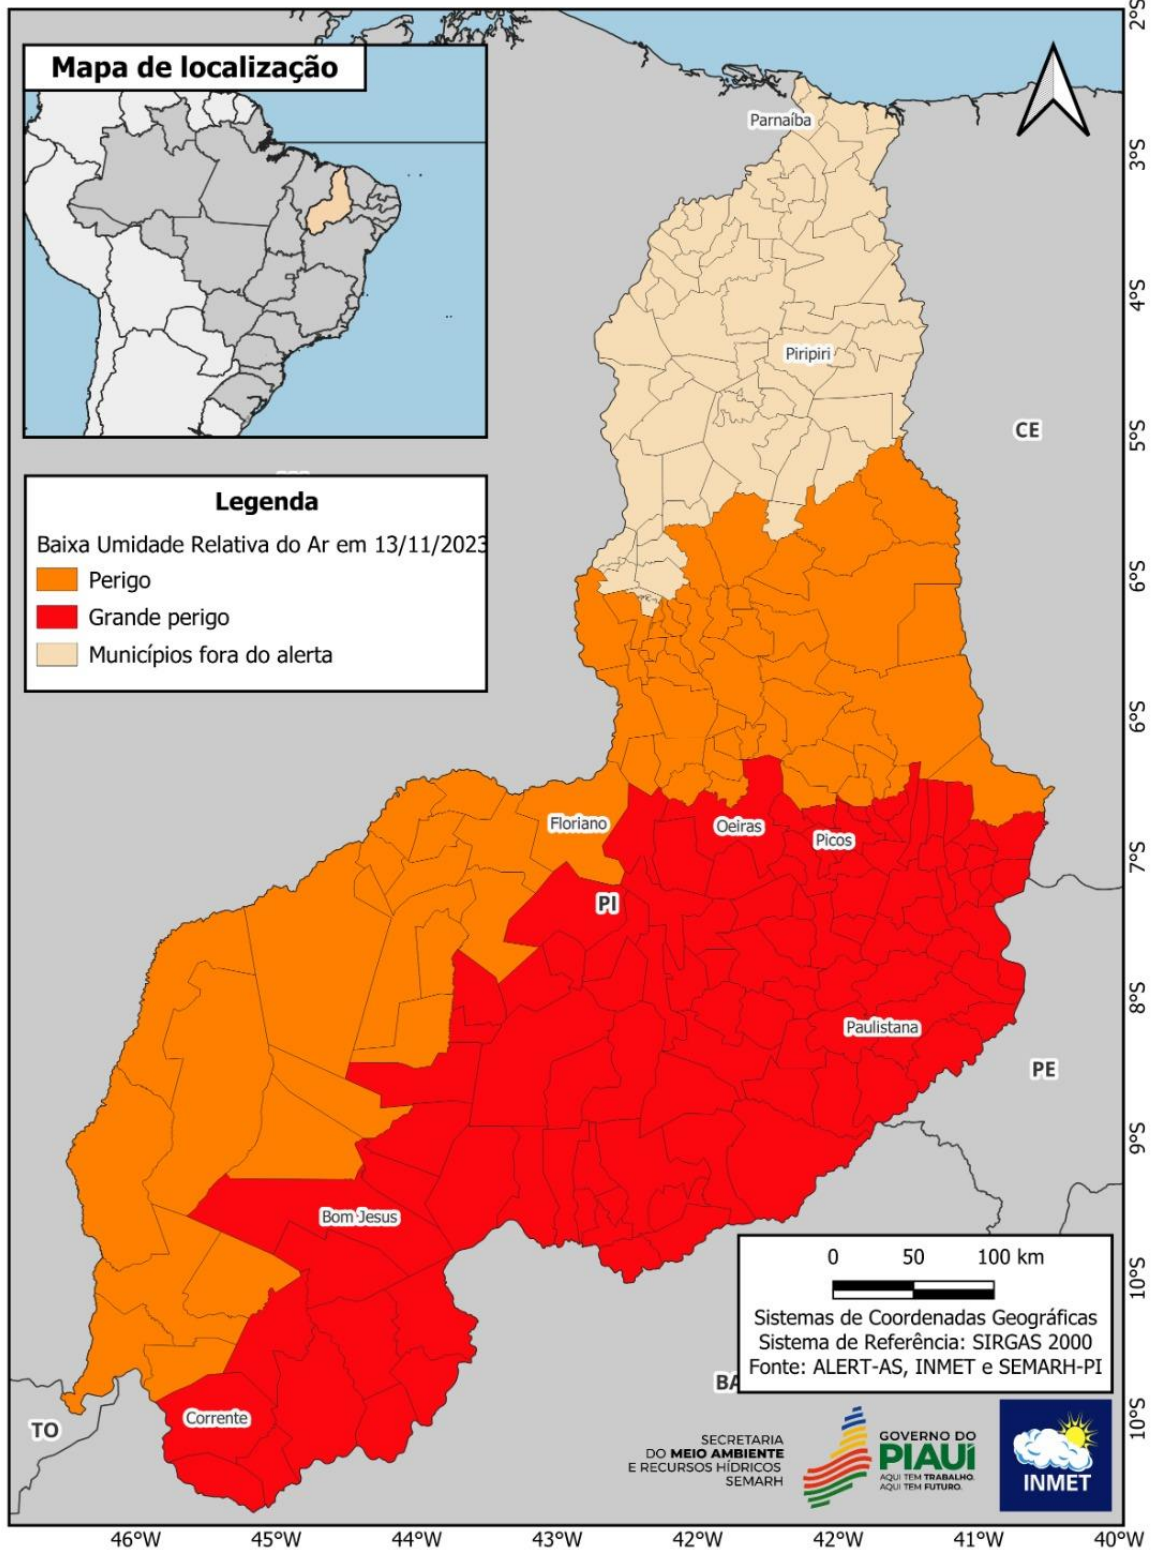 Mapa de localização
Legenda
Baixa Umidade Relativa do Ar em 13/11/2023
Perigo
Grande perigo
Municípios fora do alerta
Parnaíba
Piripiri
CE
Floriano
Oeiras
Picos
PI
Paulistana
PE
Bom Jesus
Corrente
TO
BA
2°S
3°S
4°S
5°S
6°S
6°S
7°S
8°S
9°S
10°S
10°S
0 50 100 km
Sistemas de Coordenadas Geográficas
Sistema de Referência: SIRGAS 2000
Fonte: ALERT-AS, INMET e SEMARH-PI
SECRETARIA
DO MEIO AMBIENTE
E RECURSOS HÍDRICOS
SEMARH
GOVERNO DO
PIAUÍ
AQUI TEM TRABALHO.
AQUI TEM FUTURO.
INMET
46°W 45°W 44°W 43°W 42°W 42°W 41°W 40°W